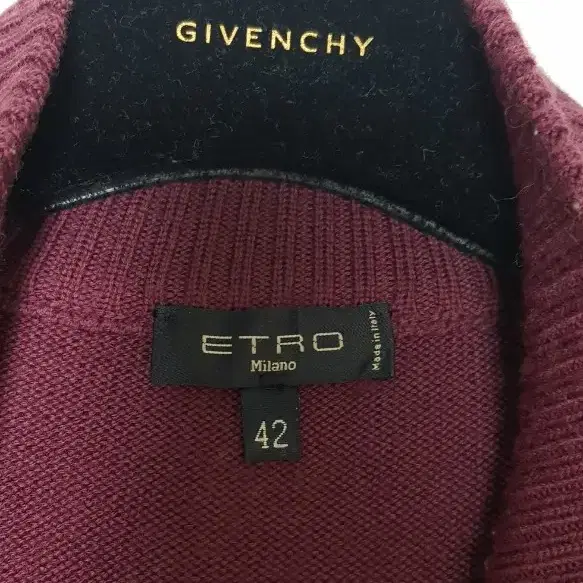 GIVENCHY
ETRO
Milano
Made in Italy
42